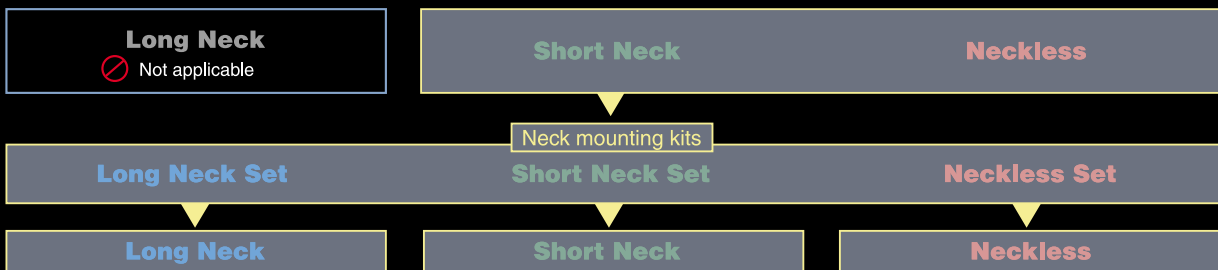 Long Neck
Not applicable
Short Neck
Neckless
Neck mounting kits
Long Neck Set
Short Neck Set
Neckless Set
Long Neck
Short Neck
Neckless